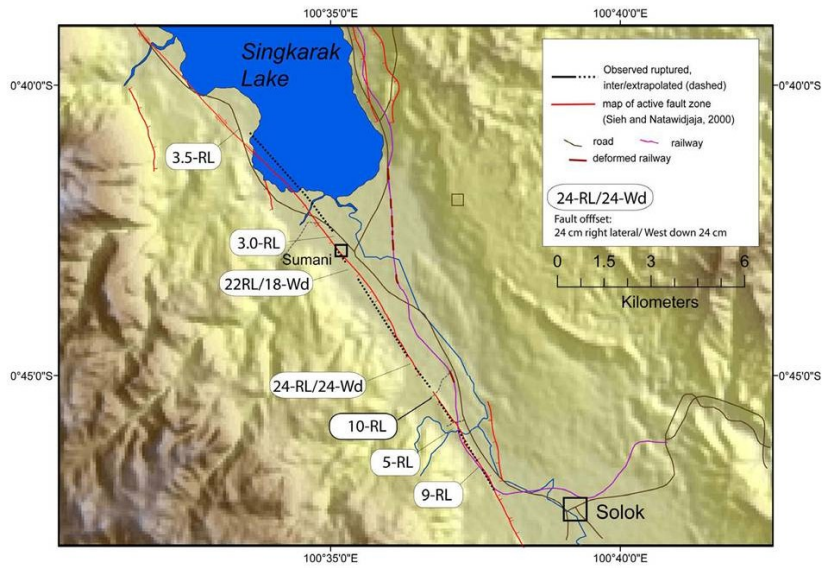 100°35'0"E
100°40'0"E
Singkarak
Lake
0°40'0"S
0°40'0"S
Observed ruptured,
inter/extrapolated (dashed)
map of active fault zone
(Sieh and Natawidjaja, 2000)
road
railway
deformed railway
24-RL/24-Wd
Fault offfset:
24 cm right lateral/ West down 24 cm
0 1.5 3 6
Kilometers
3.5-RL
3.0-RL
Sumani
22RL/18-Wd
0°45'0"S
0°45'0"S
24-RL/24-Wd
10-RL
5-RL
9-RL
Solok
100°35'0"E
100°40'0"E